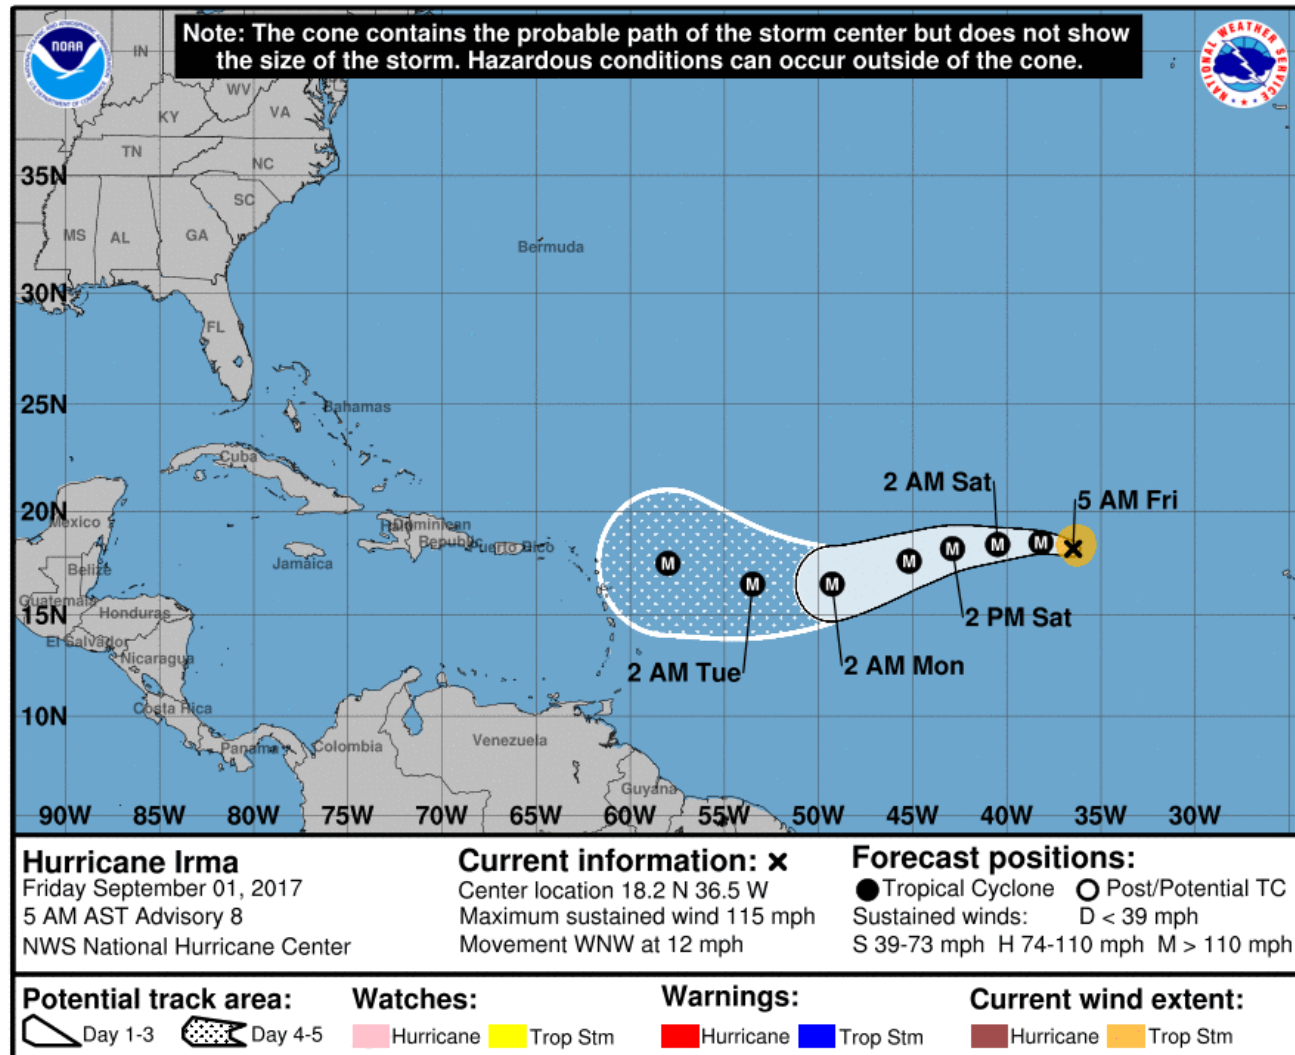 Note: The cone contains the probable path of the storm center but does not show
the size of the storm. Hazardous conditions can occur outside of the cone.
NOAA
NATIONAL WEATHER SERVICE
IN
WV
KY
VA
TN
NC
35N
SC
MS
AL
GA
Bermuda
30N
FL
25N
Bahamas
Cuba
2 AM Sat
5 AM Fri
20N
Mexico
Haiti
Dominican
Republic
Puerto Rico
Jamaica
Belize
M
M
M
M
M
M
M
M
Guatemala
Honduras
15N
2 PM Sat
El Salvador
Nicaragua
2 AM Tue
2 AM Mon
Costa Rica
10N
Panama
Colombia
Venezuela
Guyana
90W 85W 80W 75W 70W 65W 60W 55W 50W 45W 40W 35W 30W
Hurricane Irma
Friday September 01, 2017
5 AM AST Advisory 8
NWS National Hurricane Center
Current information: x
Center location 18.2 N 36.5 W
Maximum sustained wind 115 mph
Movement WNW at 12 mph
Forecast positions:
Tropical Cyclone Post/Potential TC
Sustained winds: D < 39 mph
S 39-73 mph H 74-110 mph M > 110 mph
Potential track area:
Day 1-3 Day 4-5
Watches:
Hurricane Trop Stm
Warnings:
Hurricane Trop Stm
Current wind extent:
Hurricane Trop Stm